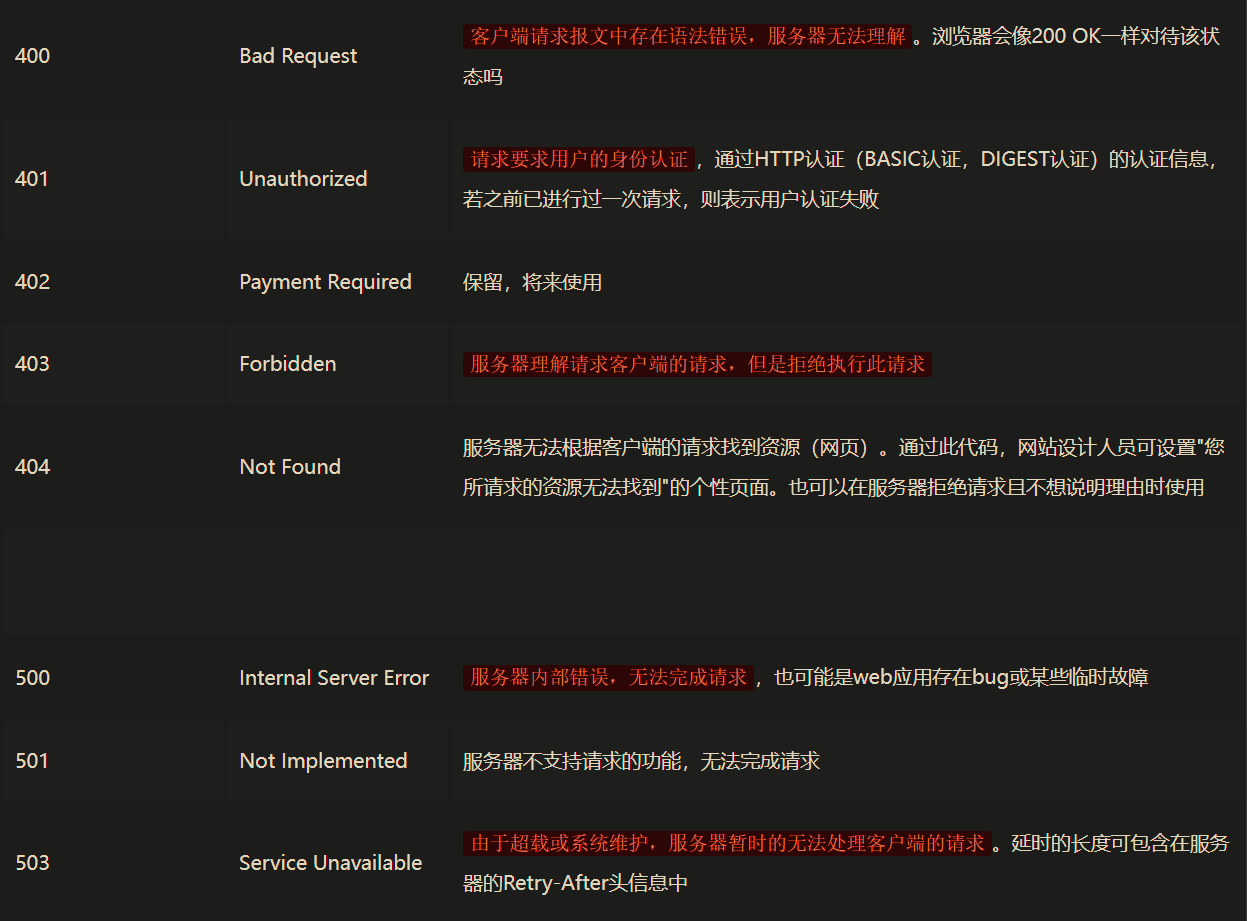 400 Bad Request 客户端请求报文中存在语法错误，服务器无法理解。浏览器会像200 OK一样对待该状
态吗
401 Unauthorized 请求要求用户的身份认证，通过HTTP认证（BASIC认证，DIGEST认证）的认证信息，
若之前已进行过一次请求，则表示用户认证失败
402 Payment Required 保留，将来使用
403 Forbidden 服务器理解请求客户端的请求，但是拒绝执行此请求
404 Not Found 服务器无法根据客户端的请求找到资源（网页）。通过此代码，网站设计人员可设置"您
所请求的资源无法找到"的个性页面。也可以在服务器拒绝请求且不想说明理由时使用
500 Internal Server Error 服务器内部错误，无法完成请求，也可能是web应用存在bug或某些临时故障
501 Not Implemented 服务器不支持请求的功能，无法完成请求
503 Service Unavailable 由于超载或系统维护，服务器暂时的无法处理客户端的请求。延时的长度可包含在服务
器的Retry-After头信息中